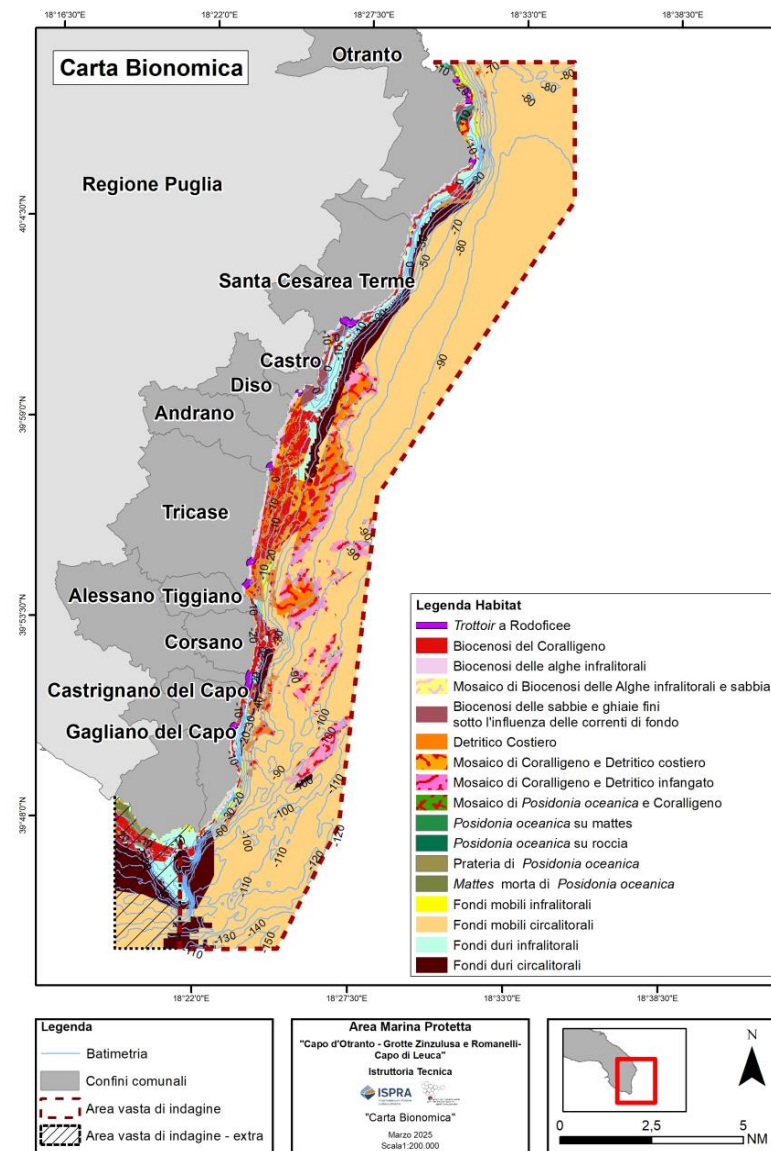 18°16'30"E
18°22'0"E
18°27'30"E
18°33'0"E
18°38'30"E
Carta Bionomica
Otranto
Regione Puglia
40°4'30"N
Santa Cesarea Terme
Castro
Diso
39°59'0"N
Andrano
Tricase
Alessano
Tiggiano
39°53'30"N
Corsano
Castrignano del Capo
Gagliano del Capo
39°48'0"N
Legenda Habitat
Trottoir a Rodoficee
Biocenosi del Coralligeno
Biocenosi delle alghe infralitorali
Mosaico di Biocenosi delle Alghe infralitorali e sabbia
Biocenosi delle sabbie e ghiaie fini
sotto l'influenza delle correnti di fondo
Detritico Costiero
Mosaico di Coralligeno e Detritico costiero
Mosaico di Coralligeno e Detritico infangato
Mosaico di Posidonia oceanica e Coralligeno
Posidonia oceanica su mattes
Posidonia oceanica su roccia
Prateria di Posidonia oceanica
Mattes morta di Posidonia oceanica
Fondi mobili infralitorali
Fondi mobili circalitorali
Fondi duri infralitorali
Fondi duri circalitorali
18°22'0"E
18°27'30"E
18°33'0"E
18°38'30"E
Legenda
Batimetria
Confini comunali
Area vasta di indagine
Area vasta di indagine - extra
Area Marina Protetta
"Capo d'Otranto - Grotte Zinzulusa e Romanelli-
Capo di Leuca"
Istruttoria Tecnica
ISPRA
"Carta Bionomica"
Marzo 2025
Scala1:200.000
N
0 2,5 5
NM